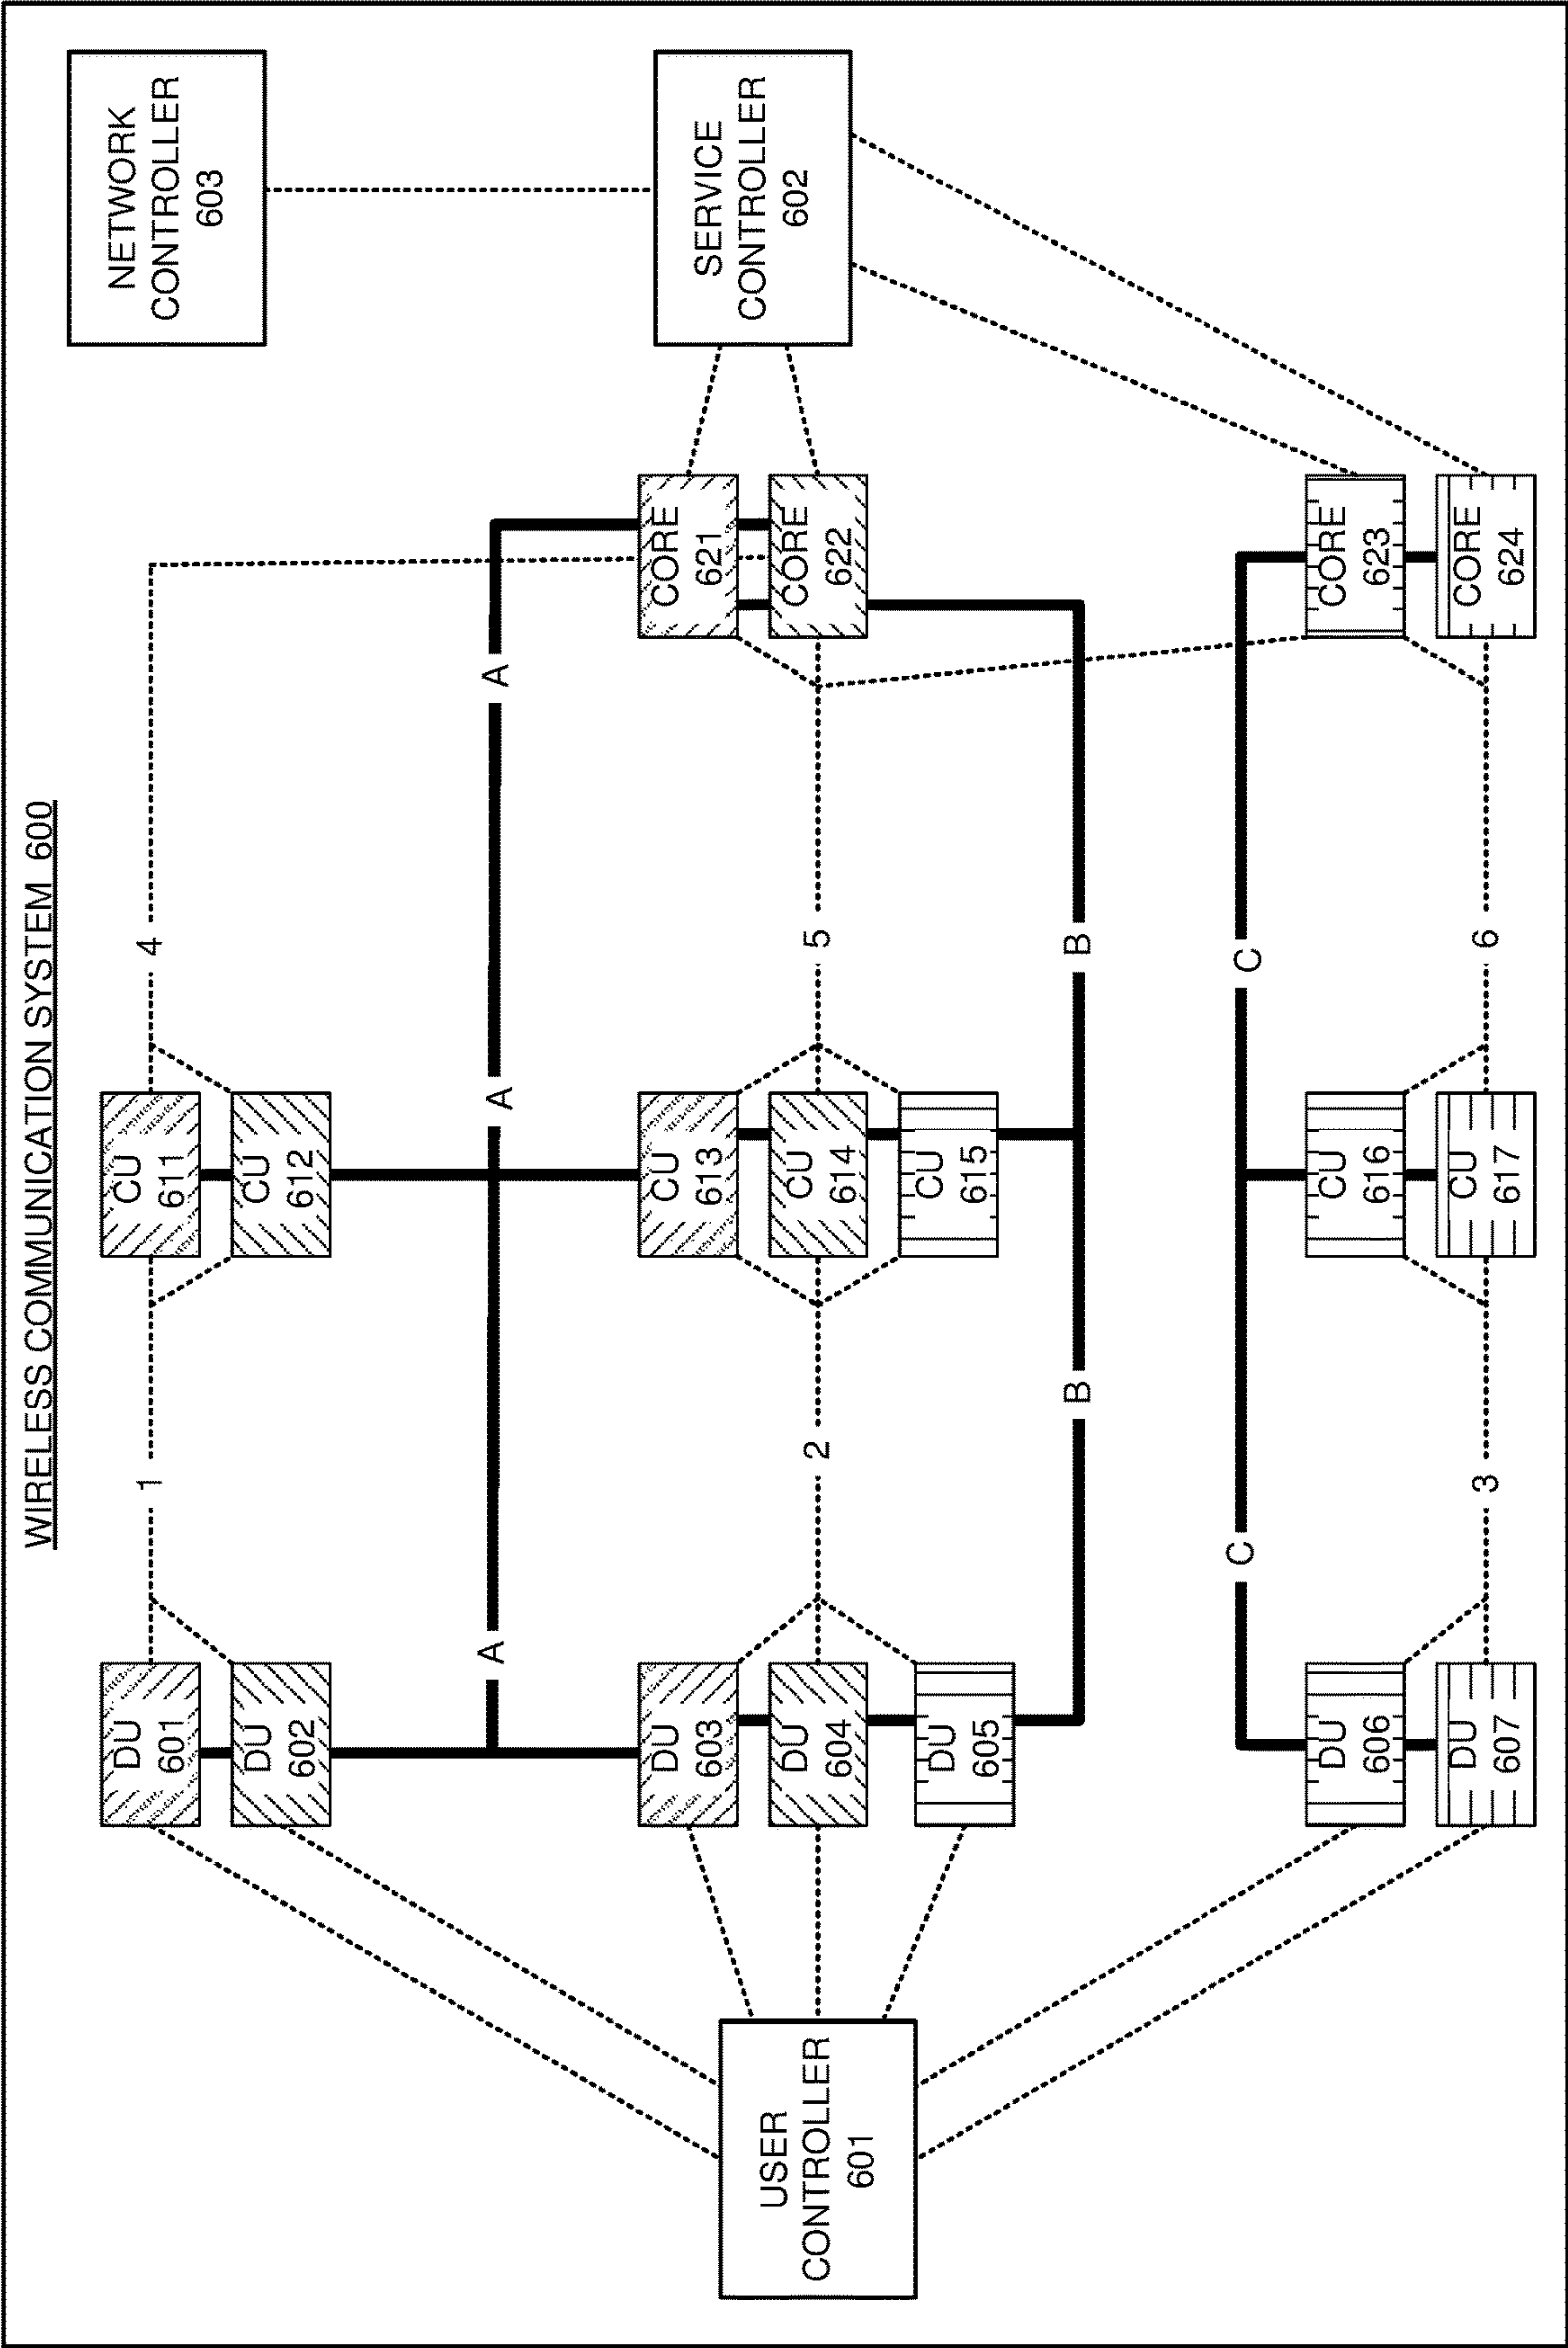 WIRELESS COMMUNICATION SYSTEM 600
NETWORK
CONTROLLER
603
SERVICE
CONTROLLER
602
USER
CONTROLLER
601
DU
601
DU
602
DU
603
DU
604
DU
605
DU
606
DU
607
1
2
3
A
B
C
CU
611
CU
612
CU
613
CU
614
CU
615
CU
616
CU
617
A
4
5
B
C
6
A
CORE
621
CORE
622
CORE
623
CORE
624